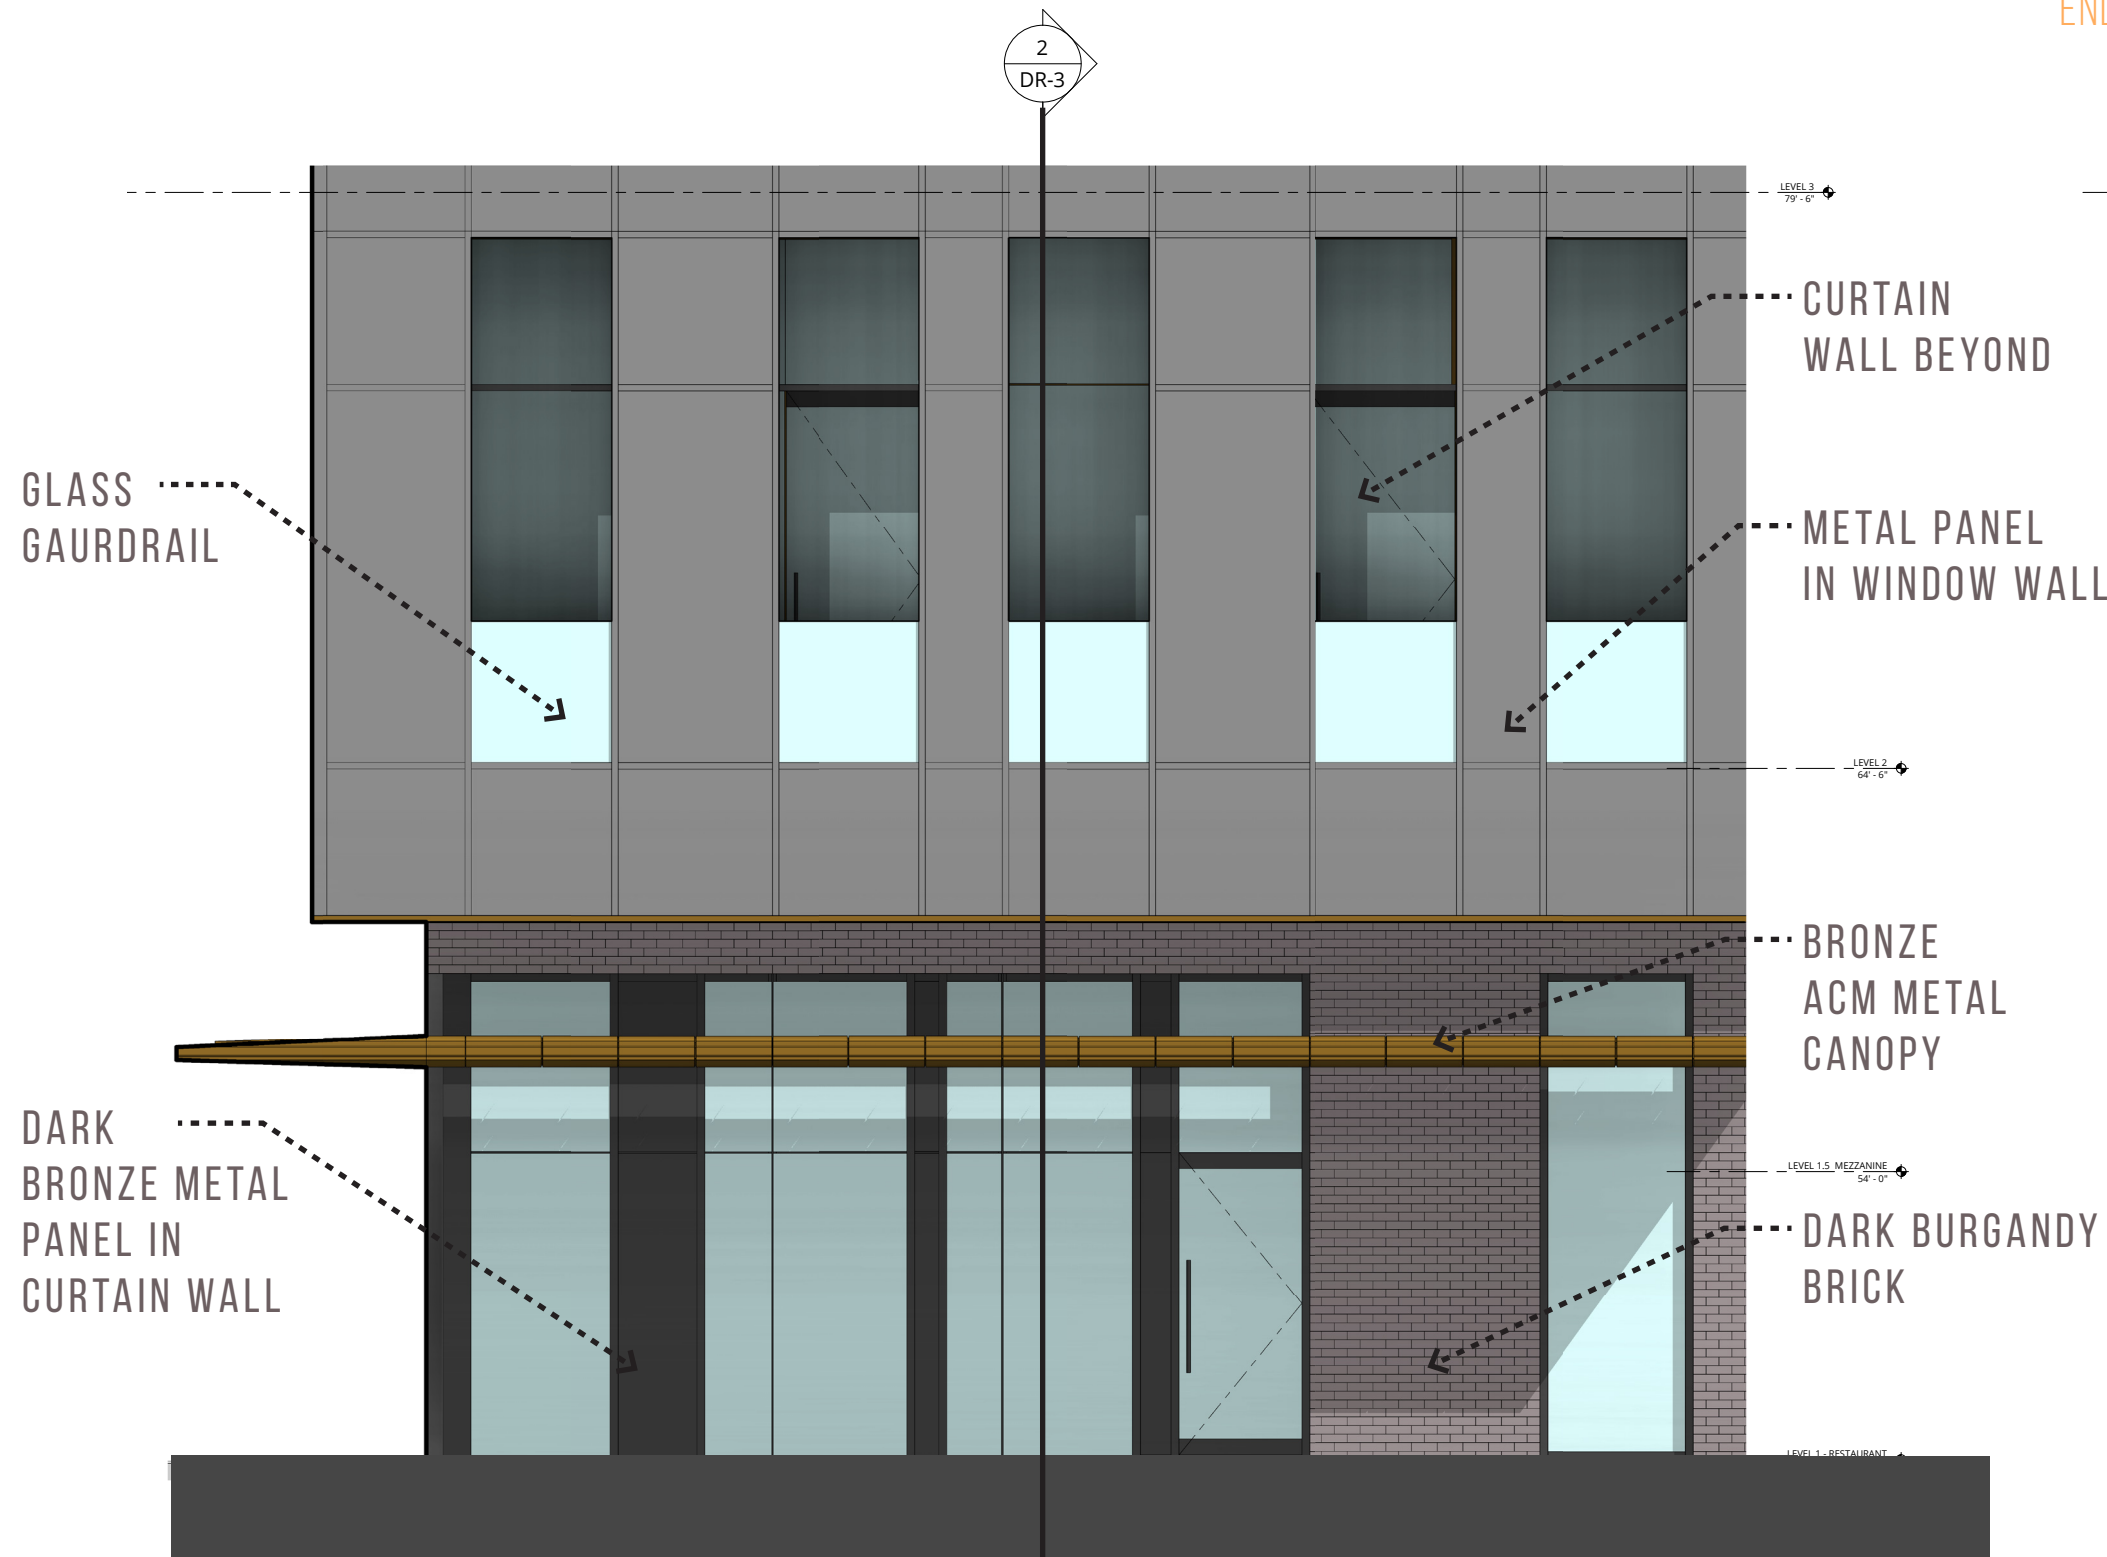 END
2
DR-3
LEVEL 3
79' - 6"
CURTAIN
WALL BEYOND
GLASS
GAURDRAIL
METAL PANEL
IN WINDOW WALL
LEVEL 2
64' - 6"
BRONZE
ACM METAL
CANOPY
DARK
BRONZE METAL
PANEL IN
CURTAIN WALL
LEVEL 1.5 MEZZANINE
54' - 0"
DARK BURGANDY
BRICK
LEVEL 1 - RESTAURANT